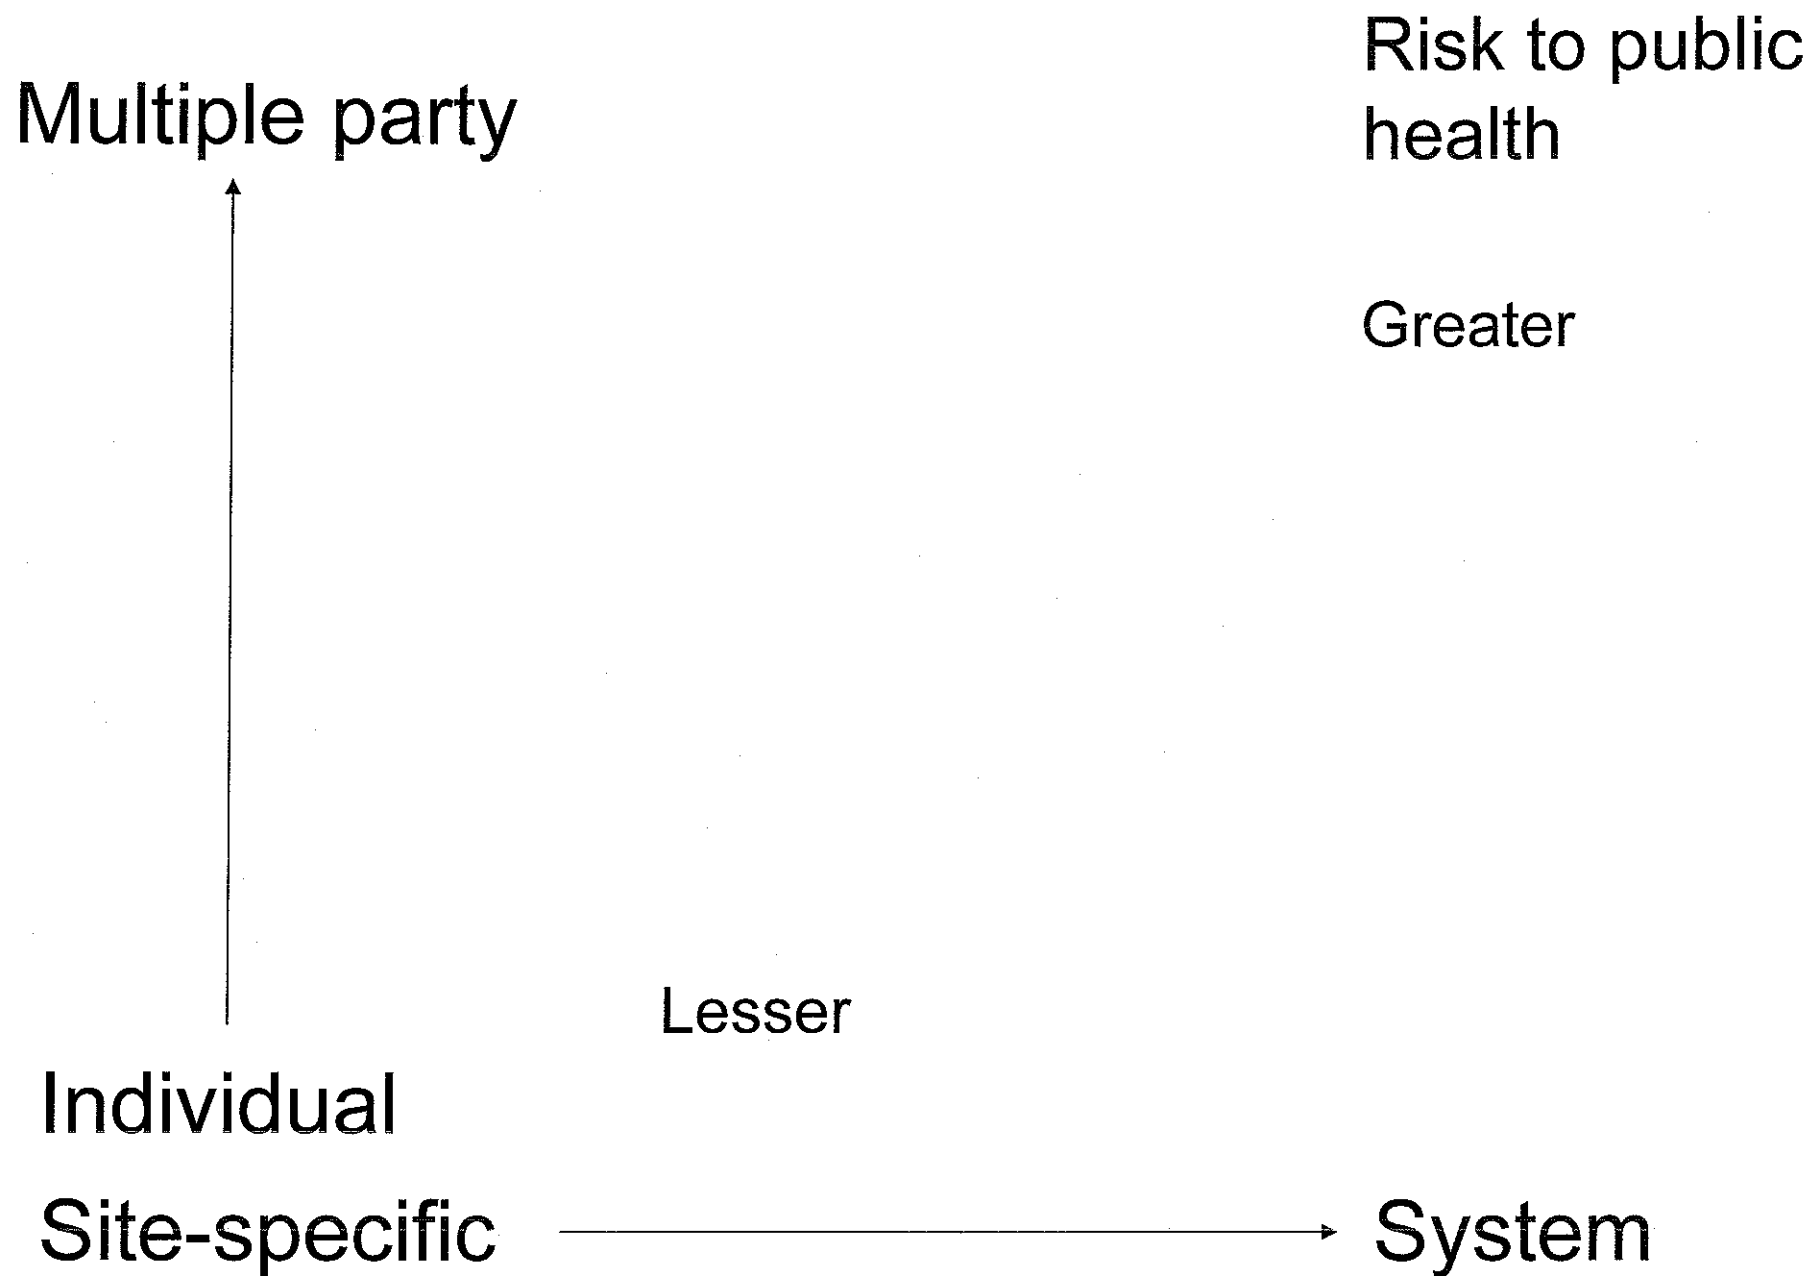 Risk to public
health
Multiple party
Greater
Lesser
Individual
Site-specific
System